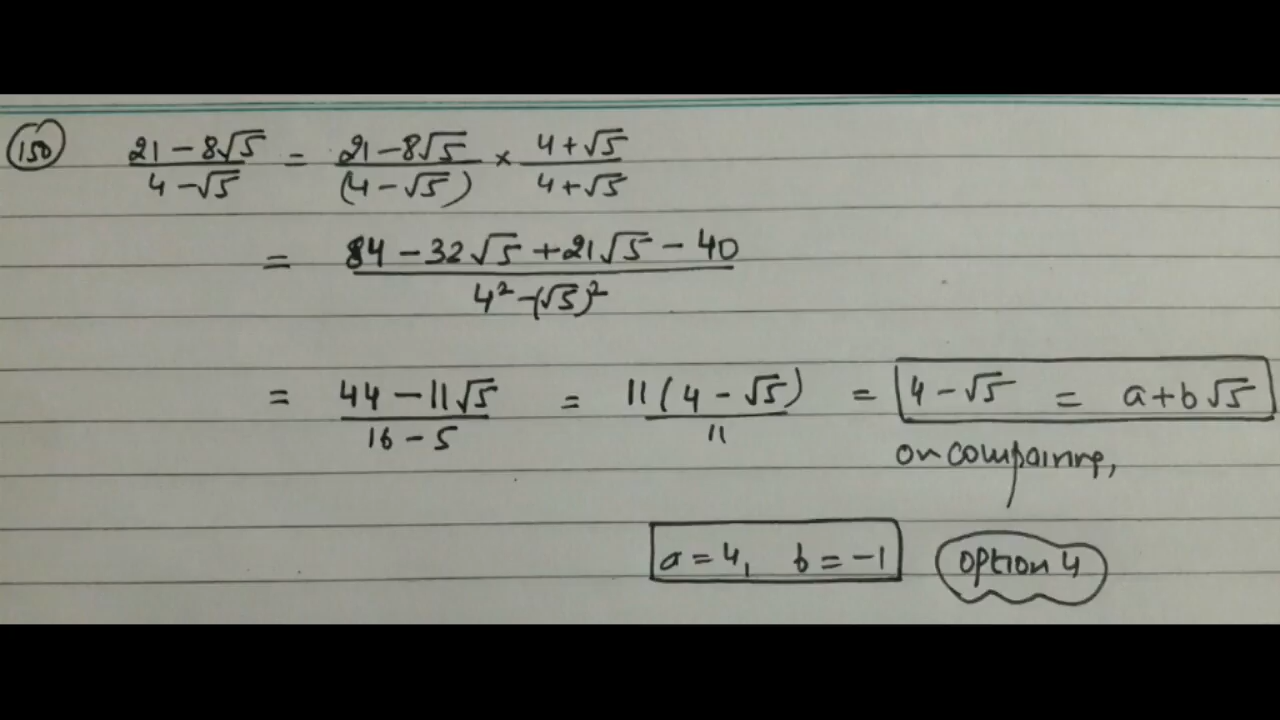 150 (21 - 8√5)/(4 - √5) = (21 - 8√5)/((4 - √5)) × (4 + √5)/(4 + √5)
= (84 - 32√5 + 21√5 - 40)/(4² - (√5)²)
= (44 - 11√5)/(16 - 5) = 11(4 - √5)/11 = 4 - √5 = a + b√5
on compairing,
a = 4, b = -1 option 4